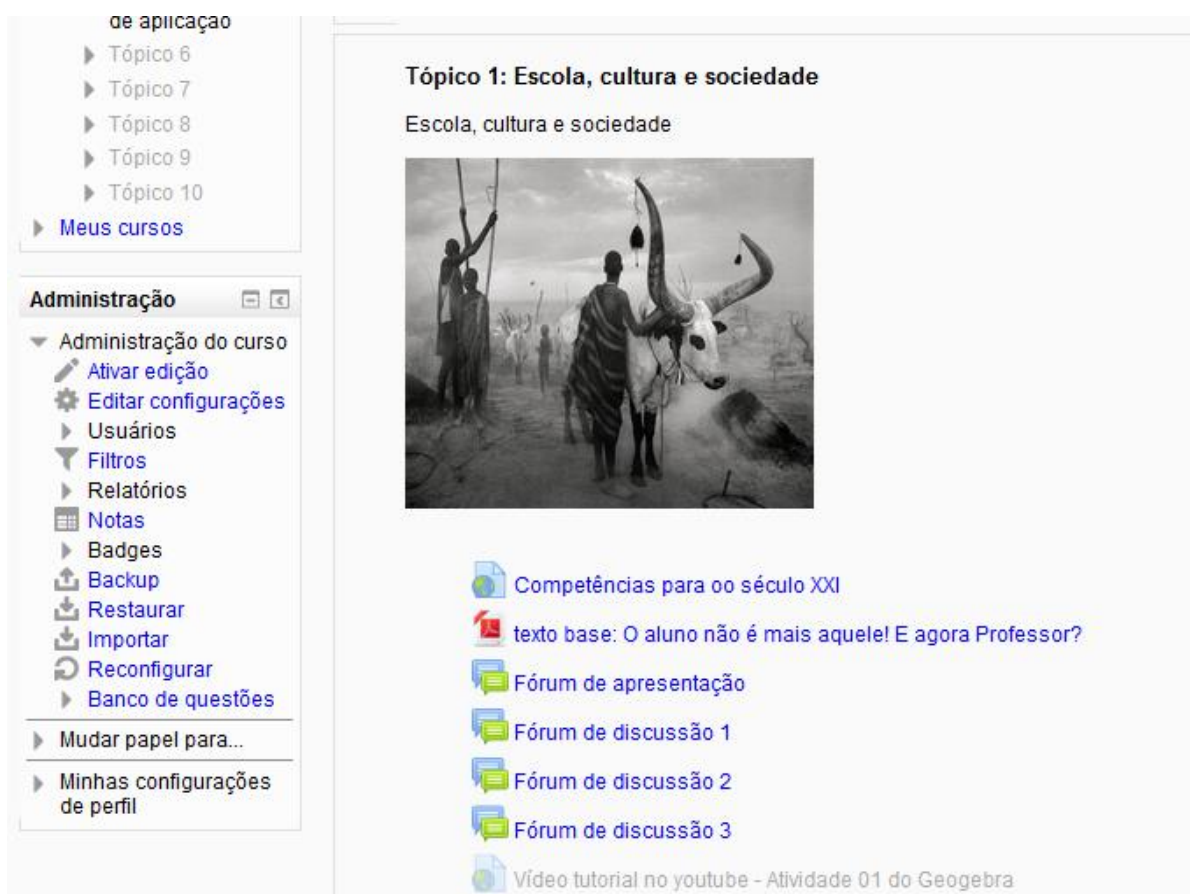 de aplicação
Tópico 6
Tópico 7
Tópico 8
Tópico 9
Tópico 10
Meus cursos
Administração
Administração do curso
Ativar edição
Editar configurações
Usuários
Filtros
Relatórios
Notas
Badges
Backup
Restaurar
Importar
Reconfigurar
Banco de questões
Mudar papel para...
Minhas configurações
de perfil
Tópico 1: Escola, cultura e sociedade
Escola, cultura e sociedade
Competências para oo século XXI
texto base: O aluno não é mais aquele! E agora Professor?
Fórum de apresentação
Fórum de discussão 1
Fórum de discussão 2
Fórum de discussão 3
Vídeo tutorial no youtube - Atividade 01 do Geogebra